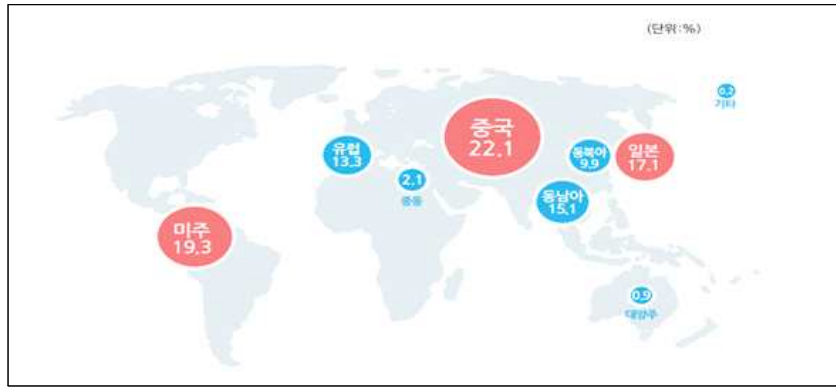 (단위:%)
0.2
기타
중국
22.1
유럽
13.3
동북아
9.9
일본
17.1
2.1
중동
동남아
15.1
미주
19.3
0.9
대양주